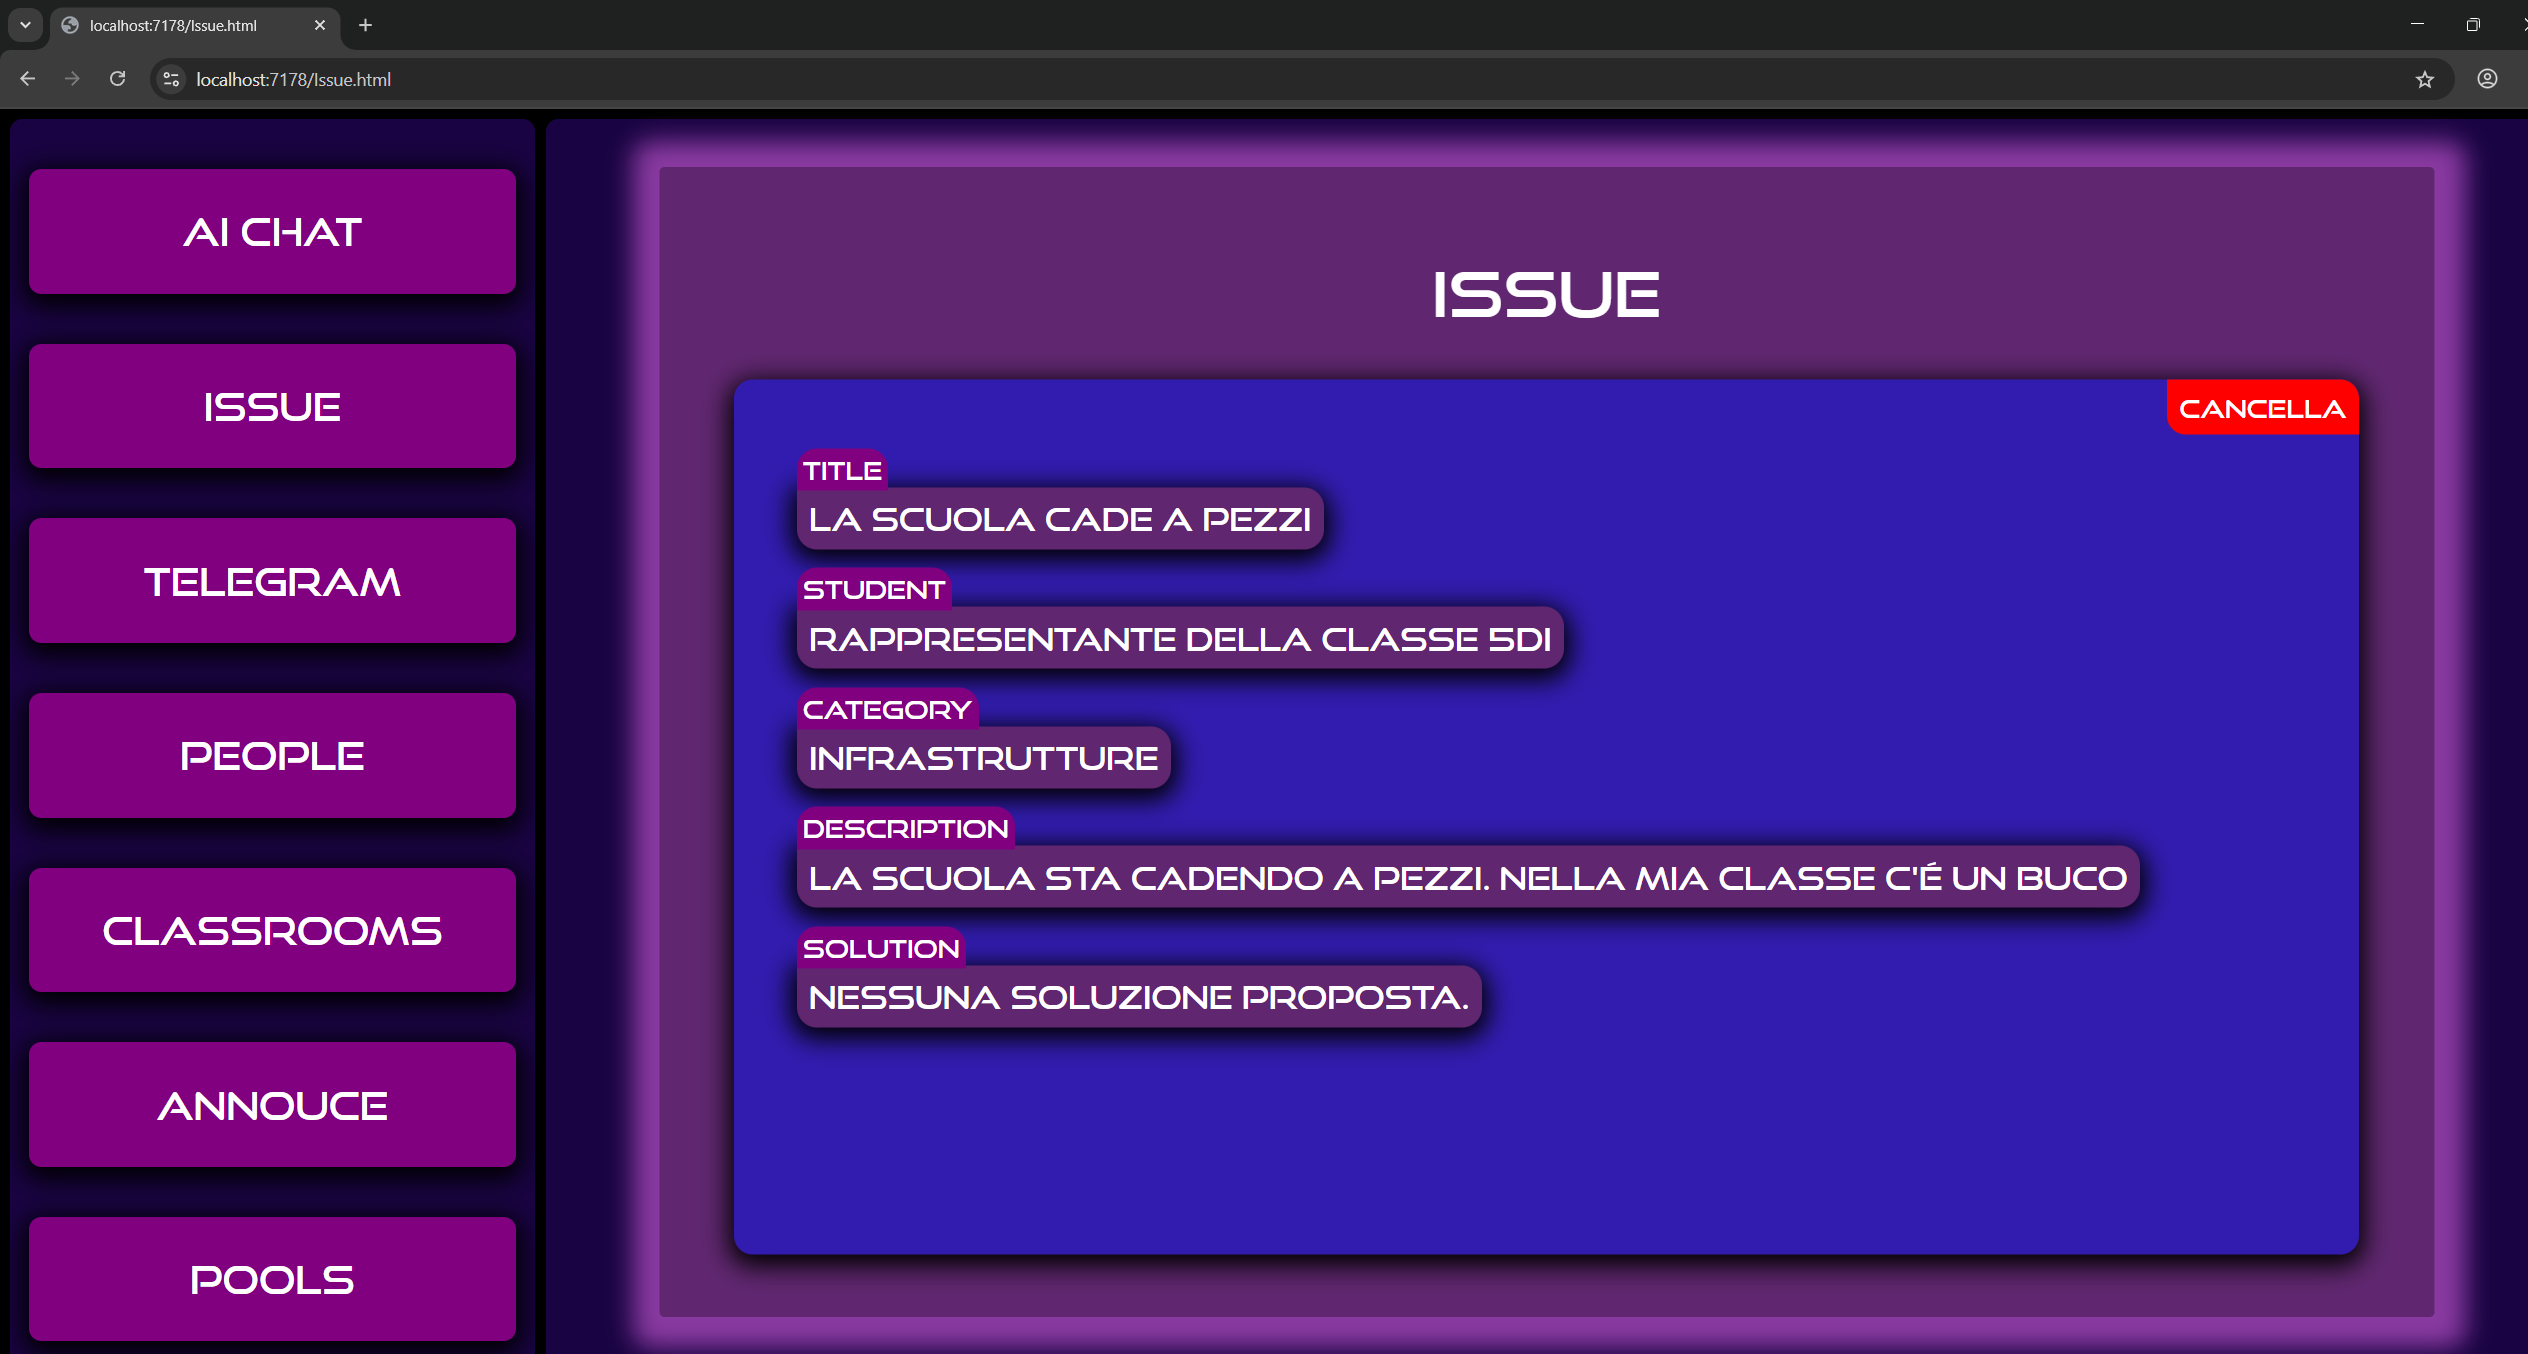 localhost:7178/Issue.html
localhost:7178/Issue.html
AI CHAT
ISSUE
TELEGRAM
PEOPLE
CLASSROOMS
ANNOUCE
POOLS
ISSUE
CANCELLA
TITLE
LA SCUOLA CADE A PEZZI
STUDENT
RAPPRESENTANTE DELLA CLASSE 5DI
CATEGORY
INFRASTRUTTURE
DESCRIPTION
LA SCUOLA STA CADENDO A PEZZI. NELLA MIA CLASSE C'É UN BUCO
SOLUTION
NESSUNA SOLUZIONE PROPOSTA.